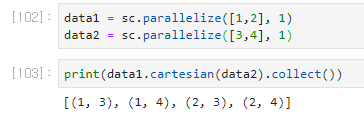 [102]: data1 = sc.parallelize([1,2], 1)
data2 = sc.parallelize([3,4], 1)
[103]: print(data1.cartesian(data2).collect())
[(1, 3), (1, 4), (2, 3), (2, 4)]